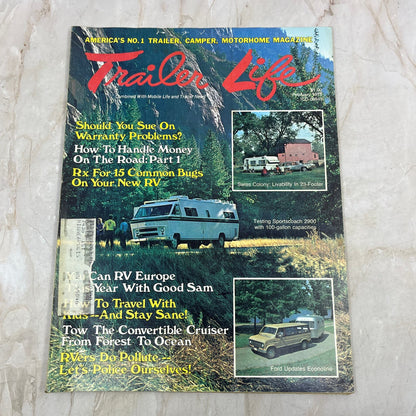 AMERICA'S NO. 1 TRAILER, CAMPER, MOTORHOME MAGAZINE
Trailer Life
Combined With Mobile Life and Trailer News
Should You Sue On
Warranty Problems?
How To Handle Money
On The Road: Part 1
Rx For 15 Common Bugs
On Your New RV
Swiss Colony: Livability In 23-Footer
Testing Sportscoach 2900
with 100-gallon capacities
You Can RV Europe
This Year With Good Sam
How To Travel With
Kids--And Stay Sane!
Tow The Convertible Cruiser
From Forest To Ocean
RVers Do Pollute--
Let's Police Ourselves!
Ford Updates Econoline